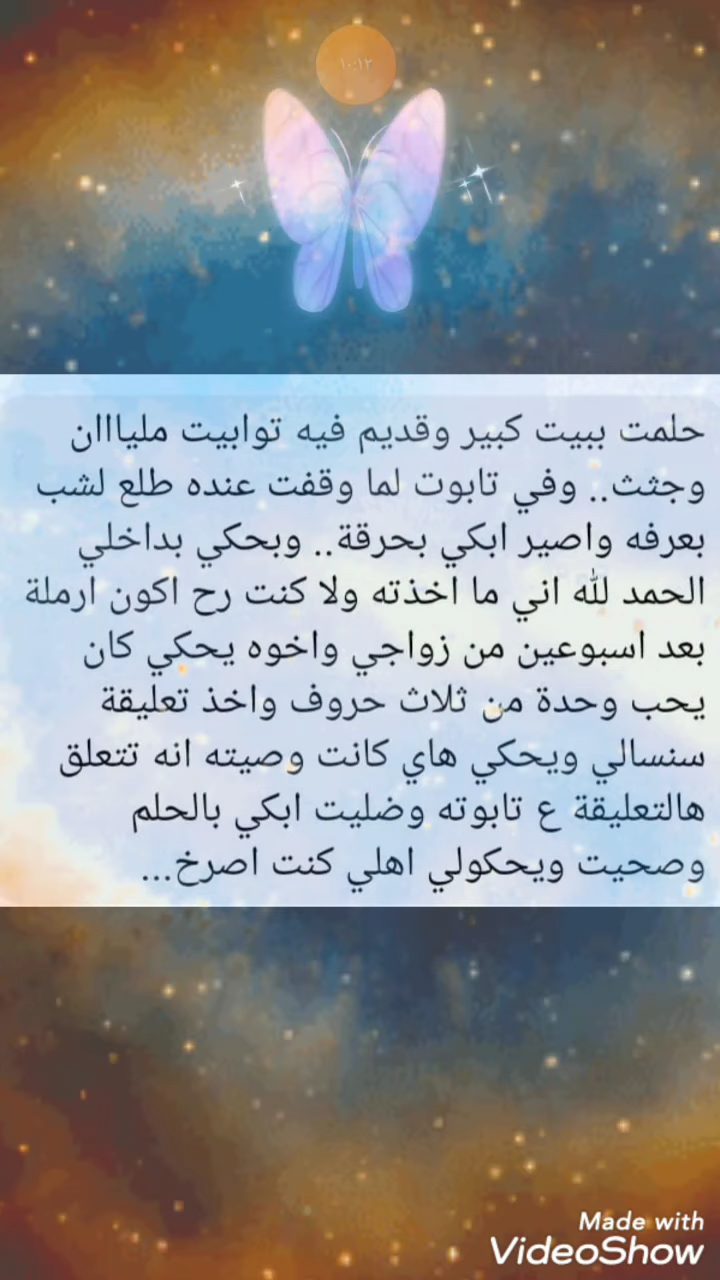 ١٠:١٢
حلمت ببيت كبير وقديم فيه توابيت ملياااان
وجثث.. وفي تابوت لما وقفت عنده طلع لشب
بعرفه واصير ابكي بحرقة.. وبحكي بداخلي
الحمد لله اني ما اخذته ولا كنت رح اكون ارملة
بعد اسبوعين من زواجي واخوه يحكي كان
يحب وحدة من ثلاث حروف واخذ تعليقة
سنسالي ويحكي هاي كانت وصيته انه تتعلق
هالتعليقة ع تابوته وضليت ابكي بالحلم
وصحيت ويحكولي اهلي كنت اصرخ...
Made with
VideoShow